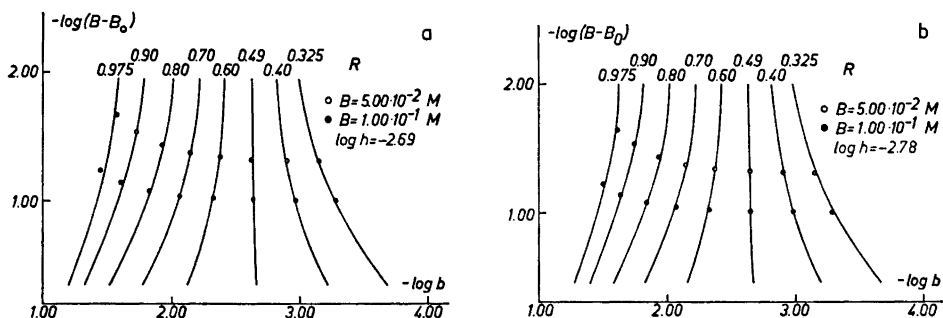 -log(B-B₀)
a
2.00
1.00
0.975
0.90
0.80
0.70
0.60
0.49
0.40
0.325
R
○ B=5.00·10⁻² M
● B=1.00·10⁻¹ M
log h=-2.69
-log b
1.00
2.00
3.00
4.00
-log(B-B₀)
b
2.00
1.00
0.975
0.90
0.80
0.70
0.60
0.49
0.40
0.325
R
○ B=5.00·10⁻² M
● B=1.00·10⁻¹ M
log h=-2.78
-log b
1.00
2.00
3.00
4.00